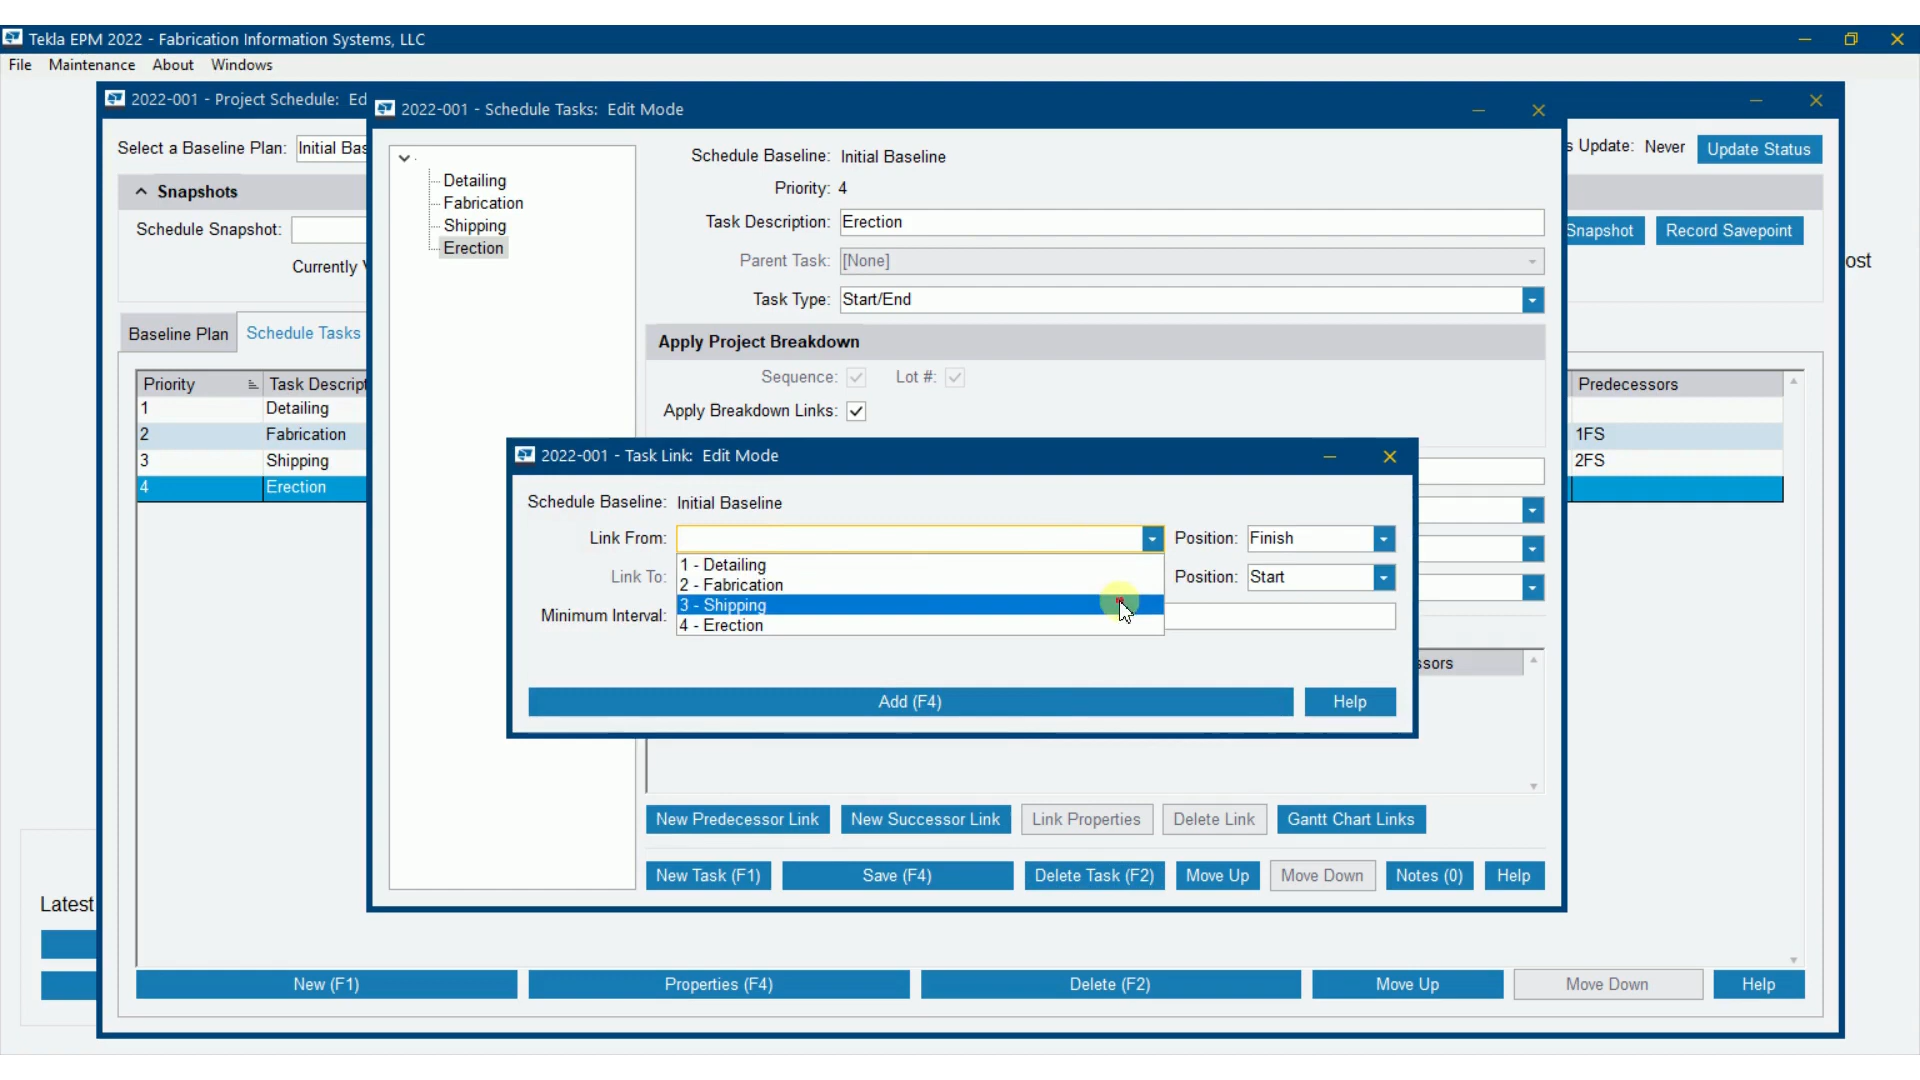 Tekla EPM 2022 - Fabrication Information Systems, LLC
File Maintenance About Windows
2022-001 - Project Schedule: Ed
Select a Baseline Plan: Initial Bas
s Update: Never Update Status
Snapshots
Schedule Snapshot:
Snapshot Record Savepoint
Currently V
ost
Baseline Plan Schedule Tasks
Priority Task Descript Predecessors
1 Detailing
2 Fabrication 1FS
3 Shipping 2FS
4 Erection
Latest
New (F1) Properties (F4) Delete (F2) Move Up Move Down Help
2022-001 - Schedule Tasks: Edit Mode
Detailing
Fabrication
Shipping
Erection
Schedule Baseline: Initial Baseline
Priority: 4
Task Description: Erection
Parent Task: [None]
Task Type: Start/End
Apply Project Breakdown
Sequence: Lot #:
Apply Breakdown Links:
ssors
New Predecessor Link New Successor Link Link Properties Delete Link Gantt Chart Links
New Task (F1) Save (F4) Delete Task (F2) Move Up Move Down Notes (0) Help
2022-001 - Task Link: Edit Mode
Schedule Baseline: Initial Baseline
Link From: Position: Finish
Link To: Position: Start
Minimum Interval:
1 - Detailing
2 - Fabrication
3 - Shipping
4 - Erection
Add (F4) Help